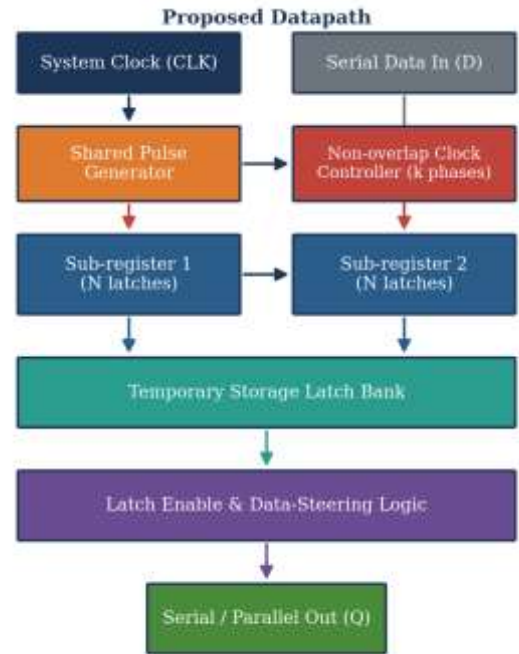 Proposed Datapath
System Clock (CLK)
Serial Data In (D)
Shared Pulse
Generator
Non-overlap Clock
Controller (k phases)
Sub-register 1
(N latches)
Sub-register 2
(N latches)
Temporary Storage Latch Bank
Latch Enable & Data-Steering Logic
Serial / Parallel Out (Q)